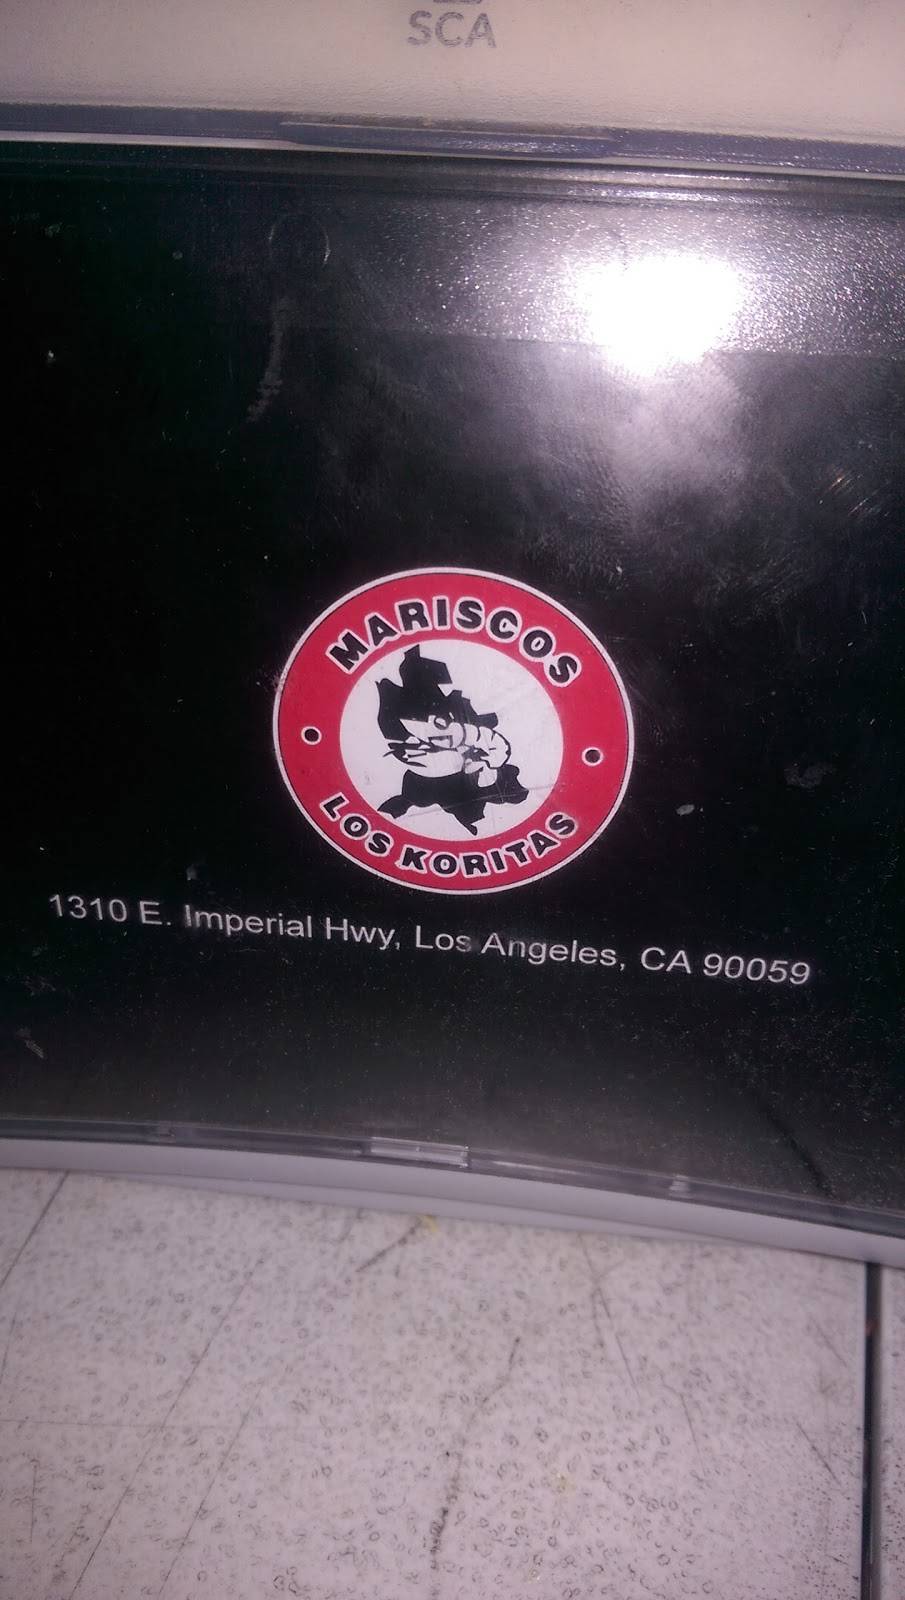 SCA
MARISCOS
LOS KORITAS
1310 E. Imperial Hwy, Los Angeles, CA 90059